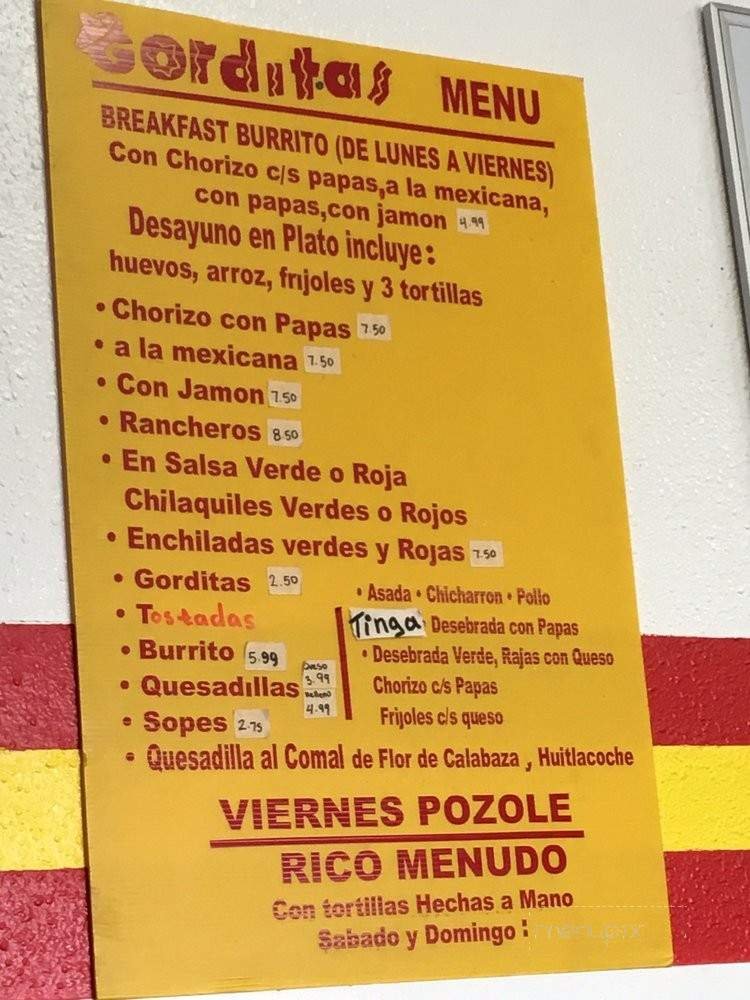 Gorditas MENU
BREAKFAST BURRITO (DE LUNES A VIERNES)
Con Chorizo c/s papas,a la mexicana,
con papas,con jamon 4.99
Desayuno en Plato incluye:
huevos, arroz, frijoles y 3 tortillas
• Chorizo con Papas 7.50
• a la mexicana 7.50
• Con Jamon 7.50
• Rancheros 8.50
• En Salsa Verde o Roja
Chilaquiles Verdes o Rojos
• Enchiladas verdes y Rojas 7.50
• Gorditas 2.50
• Tostadas
• Burrito 5.99
• Quesadillas Queso 3.99 Relleno 4.99
• Sopes 2.75
• Asada • Chicharron • Pollo
Tinga Desebrada con Papas
• Desebrada Verde, Rajas con Queso
Chorizo c/s Papas
Frijoles c/s queso
• Quesadilla al Comal de Flor de Calabaza , Huitlacoche
VIERNES POZOLE
RICO MENUDO
Con tortillas Hechas a Mano
Sabado y Domingo :
menupix